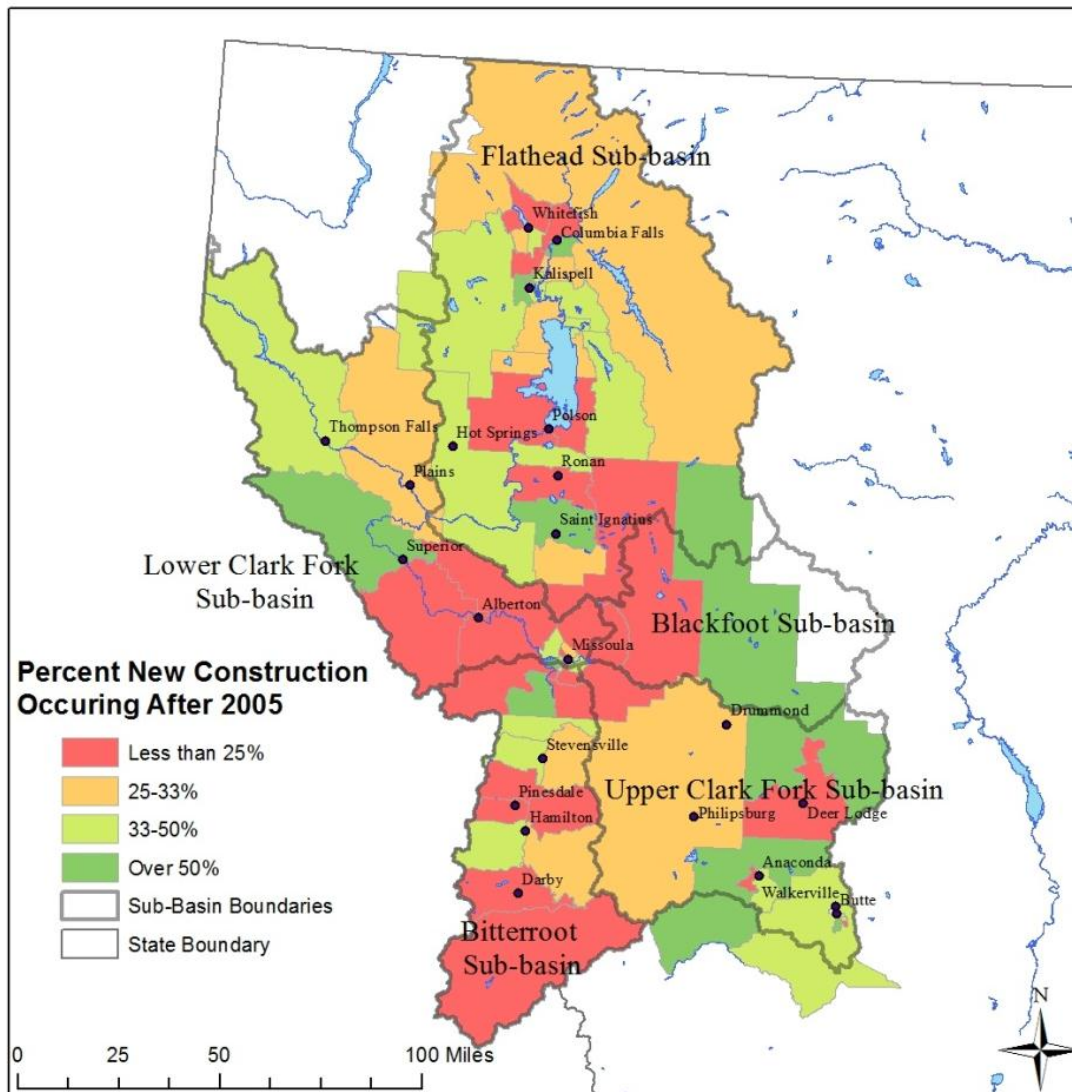 Flathead Sub-basin
Whitefish
Columbia Falls
Kalispell
Polson
Thompson Falls
Hot Springs
Ronan
Plains
Saint Ignatius
Superior
Lower Clark Fork
Sub-basin
Alberton
Blackfoot Sub-basin
Missoula
Percent New Construction
Occuring After 2005
Less than 25%
25-33%
33-50%
Over 50%
Sub-Basin Boundaries
State Boundary
Drummond
Stevensville
Upper Clark Fork Sub-basin
Pinesdale
Philipsburg
Deer Lodge
Hamilton
Anaconda
Darby
Walkerville
Butte
Bitterroot
Sub-basin
N
0 25 50 100 Miles